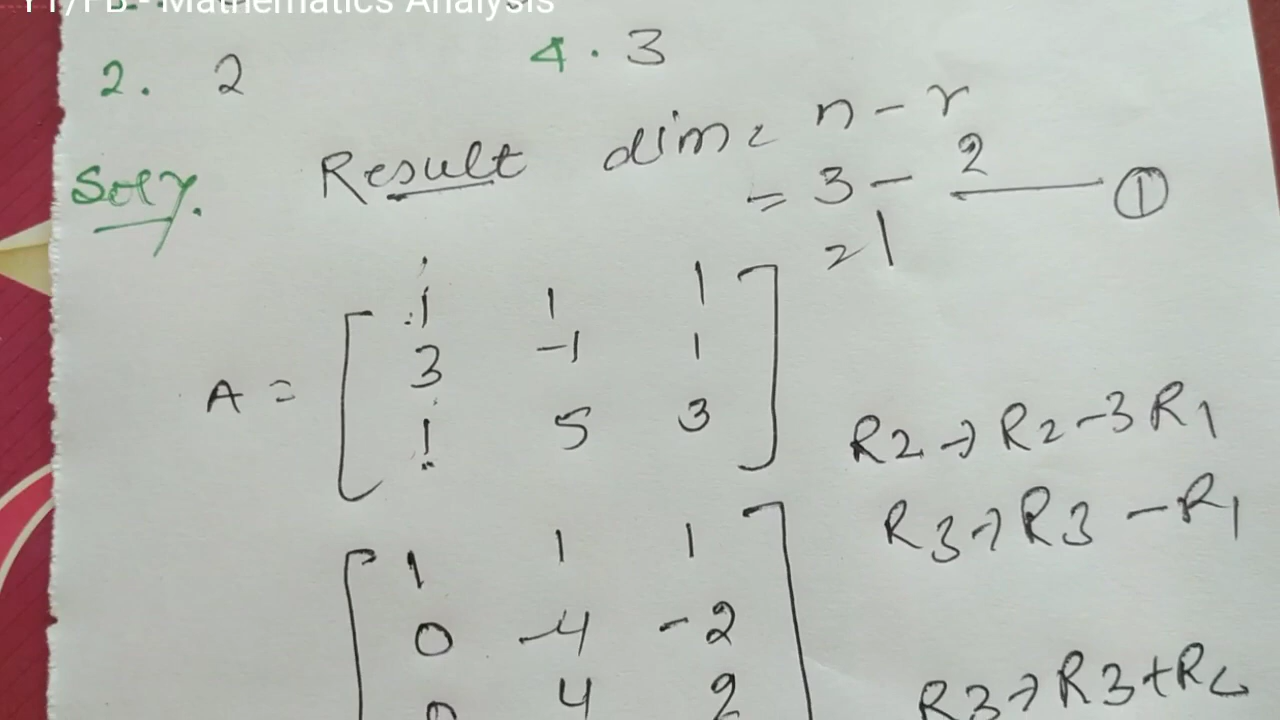 YT/FB - Mathematics Analysis
2. 2 4. 3
Soln. Result dim = n - r
= 3 - 2 ——— ①
= 1
A = [ 1 1 1
3 -1 1
1 5 3 ]
R2 → R2 - 3R1
R3 → R3 - R1
[ 1 1 1
0 -4 -2
0 4 2
R3 → R3 + R2